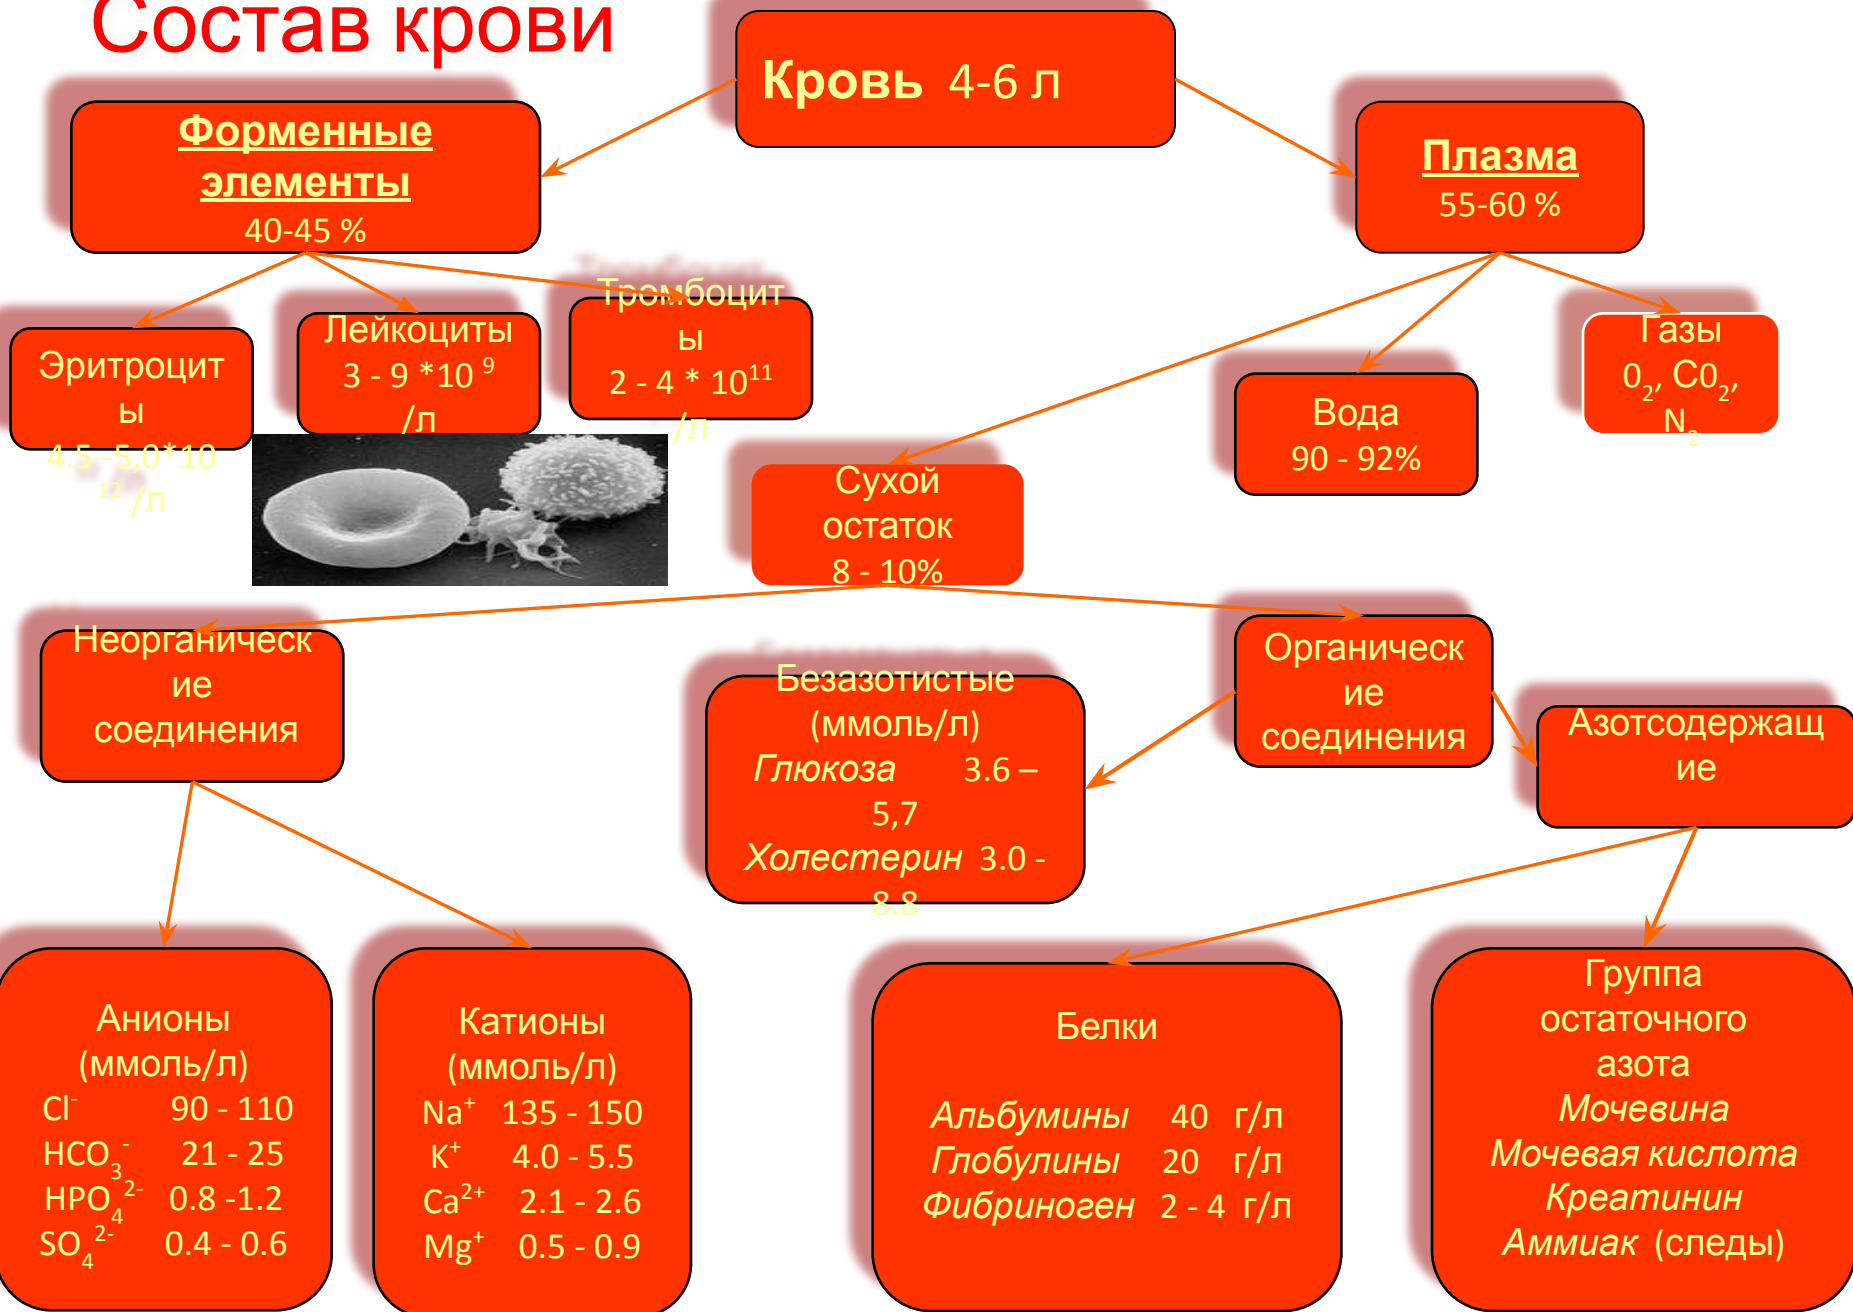 Состав крови
Кровь 4-6 л
Форменные
элементы
40-45 %
Плазма
55-60 %
Эритроцит
ы
4.5 -5,0*10
¹² /л
Лейкоциты
3 - 9 *10 ⁹
/л
Тромбоцит
ы
2 - 4 * 10¹¹
/л
Сухой
остаток
8 - 10%
Вода
90 - 92%
Газы
0₂, C0₂,
N₂
Неорганическ
ие
соединения
Органическ
ие
соединения
Безазотистые
(ммоль/л)
Глюкоза 3.6 –
5,7
Холестерин 3.0 -
8.8
Азотсодержащ
ие
Анионы
(ммоль/л)
Cl⁻ 90 - 110
HCO₃⁻ 21 - 25
HPO₄²⁻ 0.8 -1.2
SO₄²⁻ 0.4 - 0.6
Катионы
(ммоль/л)
Na⁺ 135 - 150
K⁺ 4.0 - 5.5
Ca²⁺ 2.1 - 2.6
Mg⁺ 0.5 - 0.9
Белки
Альбумины 40 г/л
Глобулины 20 г/л
Фибриноген 2 - 4 г/л
Группа
остаточного
азота
Мочевина
Мочевая кислота
Креатинин
Аммиак (следы)